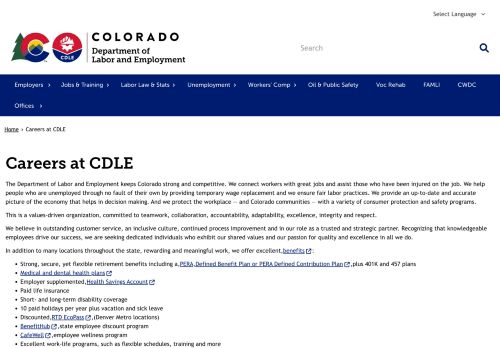 Select Language
COLORADO
Department of
Labor and Employment
CDLE
Search
Employers Jobs & Training Labor Law & Stats Unemployment Workers' Comp Oil & Public Safety Voc Rehab FAMLI CWDC
Offices
Home › Careers at CDLE
Careers at CDLE
The Department of Labor and Employment keeps Colorado strong and competitive. We connect workers with great jobs and assist those who have been injured on the job. We help
people who are unemployed through no fault of their own by providing temporary wage replacement and we ensure fair labor practices. We provide an up-to-date and accurate
picture of the economy that helps in decision making. And we protect the workplace — and Colorado communities — with a variety of consumer protection and safety programs.
This is a values-driven organization, committed to teamwork, collaboration, accountability, adaptability, excellence, integrity and respect.
We believe in outstanding customer service, an inclusive culture, continued process improvement and in our role as a trusted and strategic partner. Recognizing that knowledgeable
employees drive our success, we are seeking dedicated individuals who exhibit our shared values and our passion for quality and excellence in all we do.
In addition to many locations throughout the state, rewarding and meaningful work, we offer excellent benefits :
• Strong, secure, yet flexible retirement benefits including a PERA Defined Benefit Plan or PERA Defined Contribution Plan , plus 401K and 457 plans
• Medical and dental health plans
• Employer supplemented Health Savings Account
• Paid life insurance
• Short- and long-term disability coverage
• 10 paid holidays per year plus vacation and sick leave
• Discounted RTD EcoPass , (Denver Metro locations)
• BenefitHub , state employee discount program
• CafeWell , employee wellness program
• Excellent work-life programs, such as flexible schedules, training and more